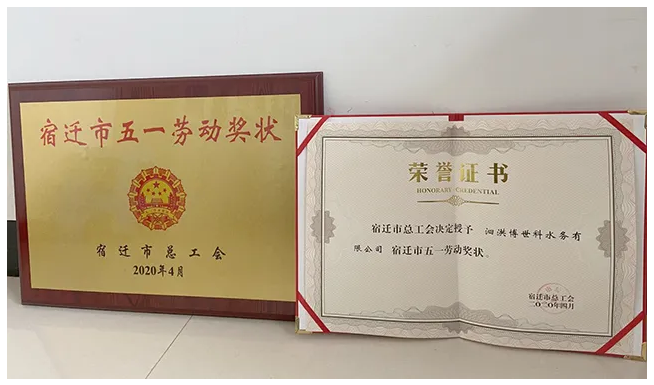 宿迁市五一劳动奖状
宿迁市总工会
2020年4月
荣誉证书
HONORARY CREDENTIAL
宿迁市总工会决定授予 泗洪博世科水务有
限公司 宿迁市五一劳动奖状。
宿迁市总工会
二〇二〇年四月